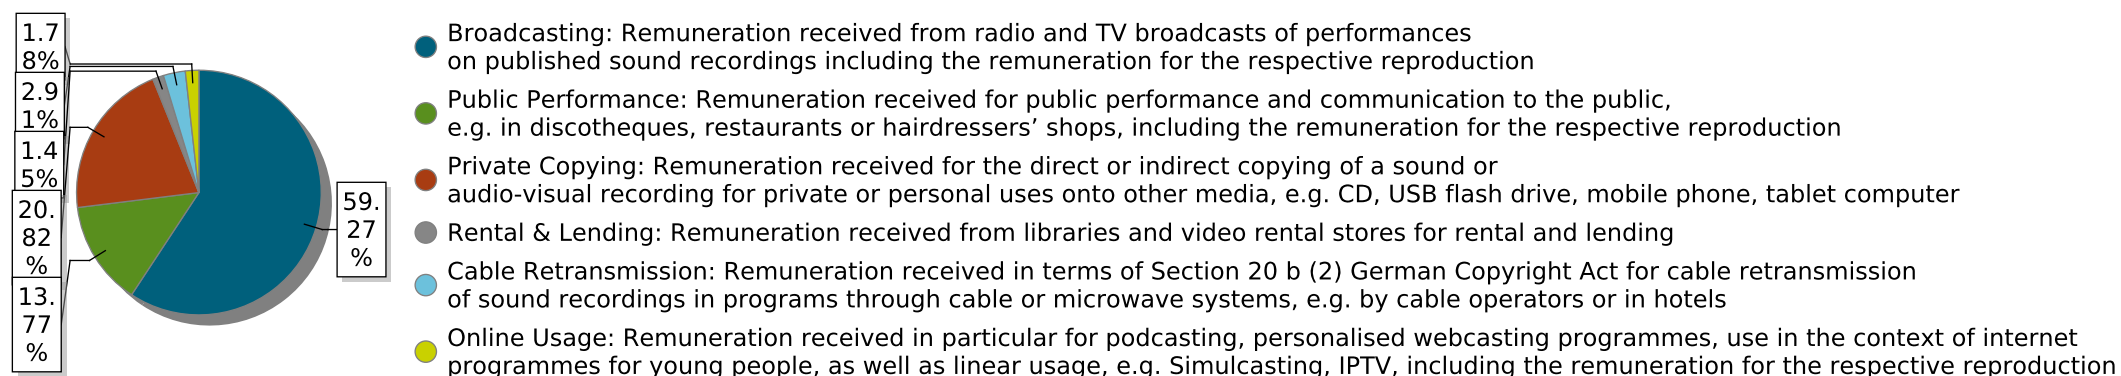 1.7
8%
2.9
1%
1.4
5%
20.
82
%
13.
77
%
59.
27
%
Broadcasting: Remuneration received from radio and TV broadcasts of performances
on published sound recordings including the remuneration for the respective reproduction
Public Performance: Remuneration received for public performance and communication to the public,
e.g. in discotheques, restaurants or hairdressers’ shops, including the remuneration for the respective reproduction
Private Copying: Remuneration received for the direct or indirect copying of a sound or
audio-visual recording for private or personal uses onto other media, e.g. CD, USB flash drive, mobile phone, tablet computer
Rental & Lending: Remuneration received from libraries and video rental stores for rental and lending
Cable Retransmission: Remuneration received in terms of Section 20 b (2) German Copyright Act for cable retransmission
of sound recordings in programs through cable or microwave systems, e.g. by cable operators or in hotels
Online Usage: Remuneration received in particular for podcasting, personalised webcasting programmes, use in the context of internet
programmes for young people, as well as linear usage, e.g. Simulcasting, IPTV, including the remuneration for the respective reproduction